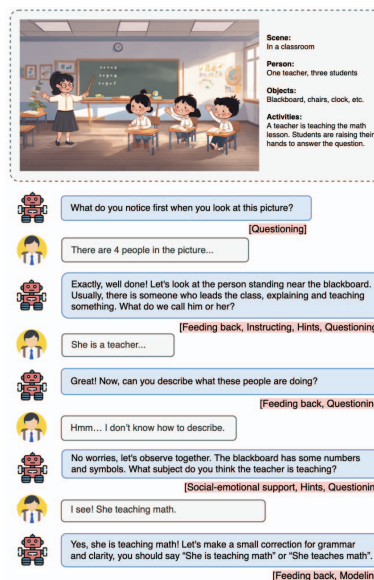 Scene:
In a classroom
Person:
One teacher, three students
Objects:
Blackboard, chairs, clock, etc.
Activities:
A teacher is teaching the math
lesson. Students are raising their
hands to answer the question.
What do you notice first when you look at this picture?
[Questioning]
There are 4 people in the picture...
Exactly, well done! Let's look at the person standing near the blackboard.
Usually, there is someone who leads the class, explaining and teaching
something. What do we call him or her?
[Feeding back, Instructing, Hints, Questioning
She is a teacher...
Great! Now, can you describe what these people are doing?
[Feeding back, Questionin
Hmm... I don't know how to describe.
No worries, let's observe together. The blackboard has some numbers
and symbols. What subject do you think the teacher is teaching?
[Social-emotional support, Hints, Questionin
I see! She teaching math.
Yes, she is teaching math! Let's make a small correction for grammar
and clarity, you should say “She is teaching math” or “She teaches math”.
[Feeding back, Modelin